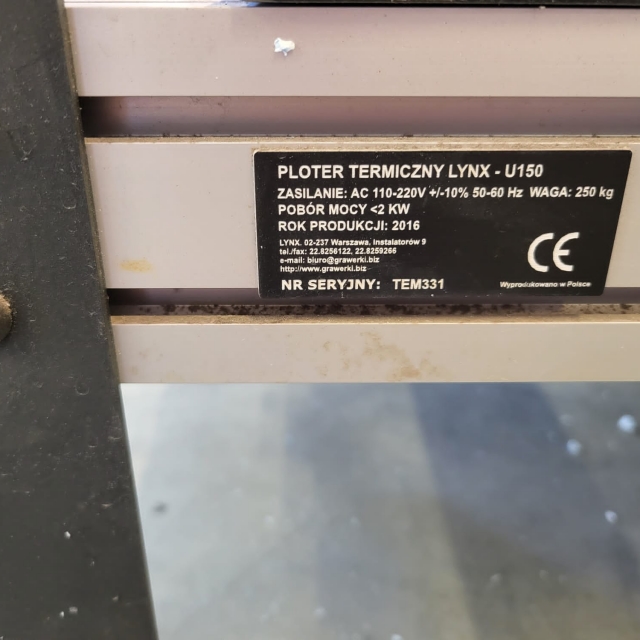 PLOTER TERMICZNY LYNX - U150
ZASILANIE: AC 110-220V +/-10% 50-60 Hz WAGA: 250 kg
POBÓR MOCY <2 KW
ROK PRODUKCJI: 2016
LYNX. 02-237 Warszawa, Instalatorów 9
tel./fax: 22.8256122, 22.8259266
e-mail: biuro@grawerki.biz
http://www.grawerki.biz
NR SERYJNY: TEM331
CE
Wyprodukowano w Polsce